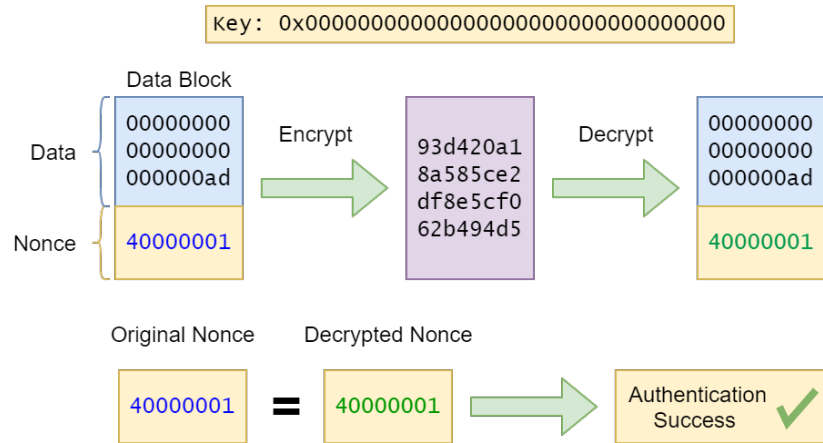 Key: 0x00000000000000000000000000000000
Data Block
Data
00000000
00000000
000000ad
Nonce
40000001
Encrypt
93d420a1
8a585ce2
df8e5cf0
62b494d5
Decrypt
00000000
00000000
000000ad
40000001
Original Nonce
Decrypted Nonce
40000001
=
40000001
Authentication
Success